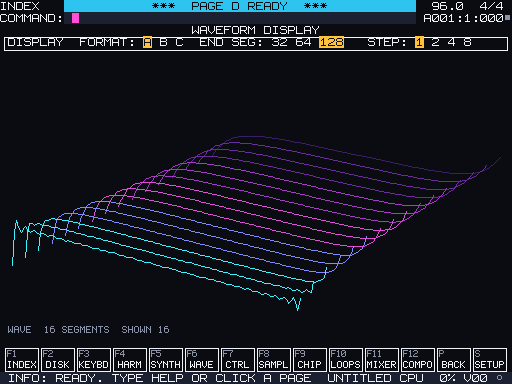 INDEX *** PAGE D READY *** 96.0 4/4
COMMAND: A001:1:000
WAVEFORM DISPLAY
DISPLAY FORMAT: A B C END SEG: 32 64 128 STEP: 1 2 4 8
WAVE 16 SEGMENTS SHOWN 16
F1 F2 F3 F4 F5 F6 F7 F8 F9 F10 F11 F12 P S
INDEX DISK KEYBD HARM SYNTH WAVE CTRL SAMPL CHIP LOOPS MIXER COMPO BACK SETUP
INFO: READY. TYPE HELP OR CLICK A PAGE UNTITLED CPU 0% V00